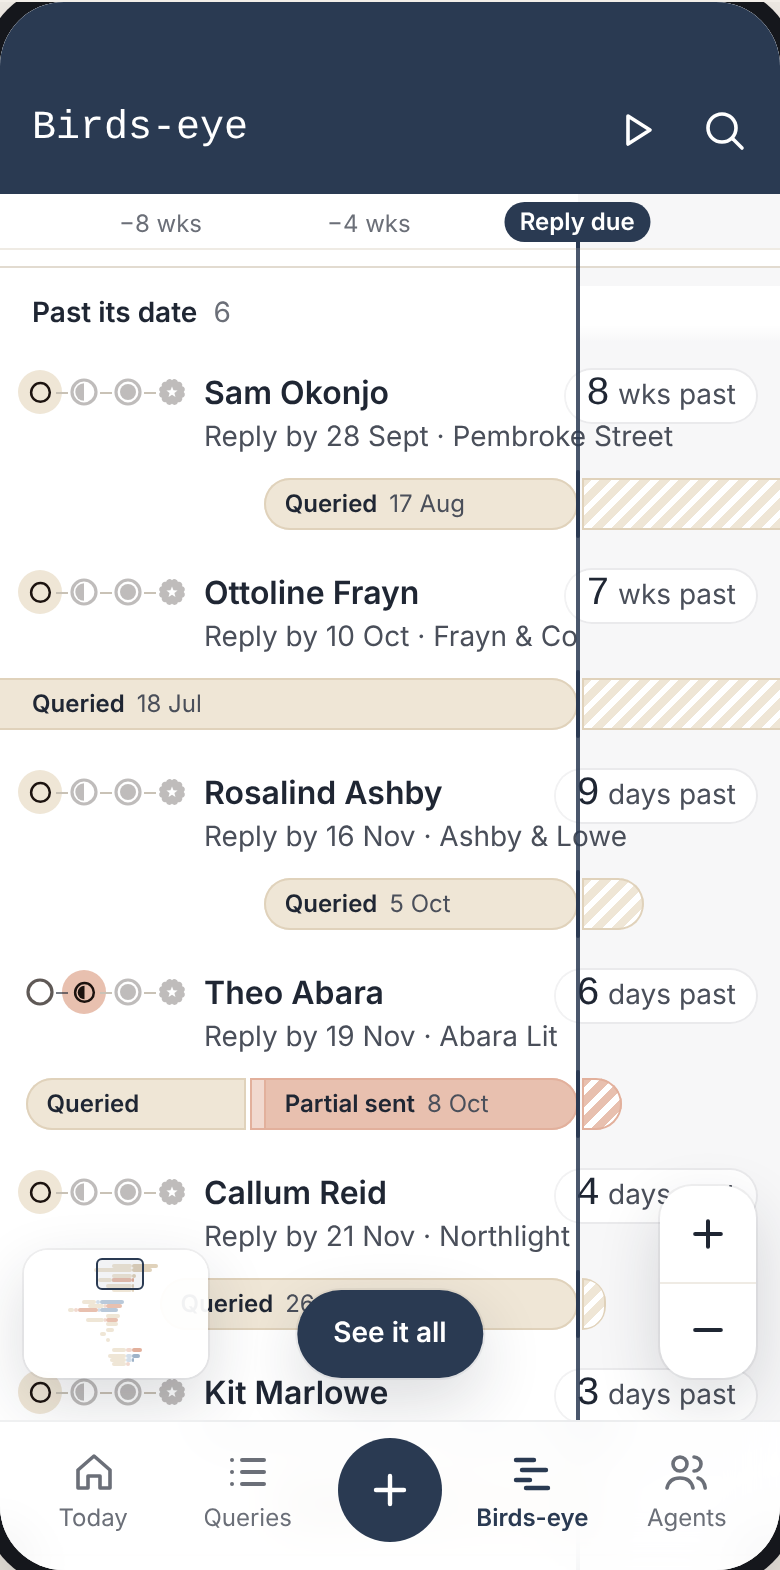 Birds-eye
−8 wks −4 wks Reply due
Past its date 6
Sam Okonjo 8 wks past
Reply by 28 Sept · Pembroke Street
Queried 17 Aug
Ottoline Frayn 7 wks past
Reply by 10 Oct · Frayn & Co
Queried 18 Jul
Rosalind Ashby 9 days past
Reply by 16 Nov · Ashby & Lowe
Queried 5 Oct
Theo Abara 6 days past
Reply by 19 Nov · Abara Lit
Queried Partial sent 8 Oct
Callum Reid 4 days
Reply by 21 Nov · Northlight
Queried 26
See it all
Kit Marlowe 3 days past
Today Queries Birds-eye Agents